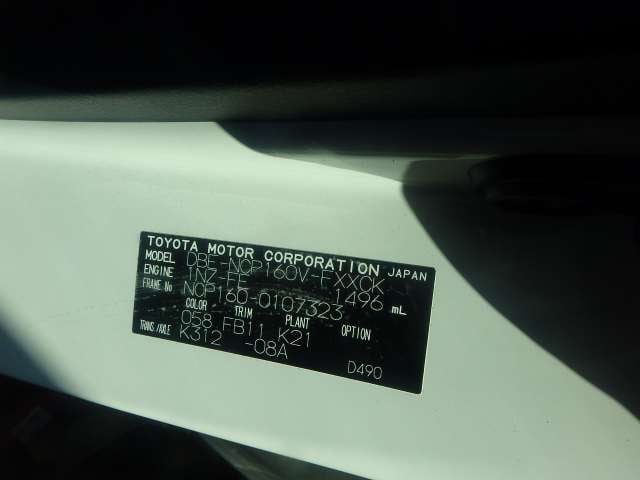 TOYOTA MOTOR CORPORATION JAPAN
MODEL DBE-NCP160V-EXXCK
ENGINE 1NZ-FE 1496 mL
FRAME No NCP160-0107323
COLOR TRIM PLANT OPTION
058 FB11 K21
TRANS/AXLE K312 -08A
D490